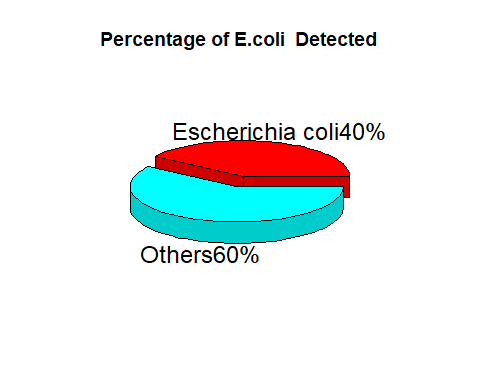 Percentage of E.coli  Detected
Escherichia coli40%
Others60%